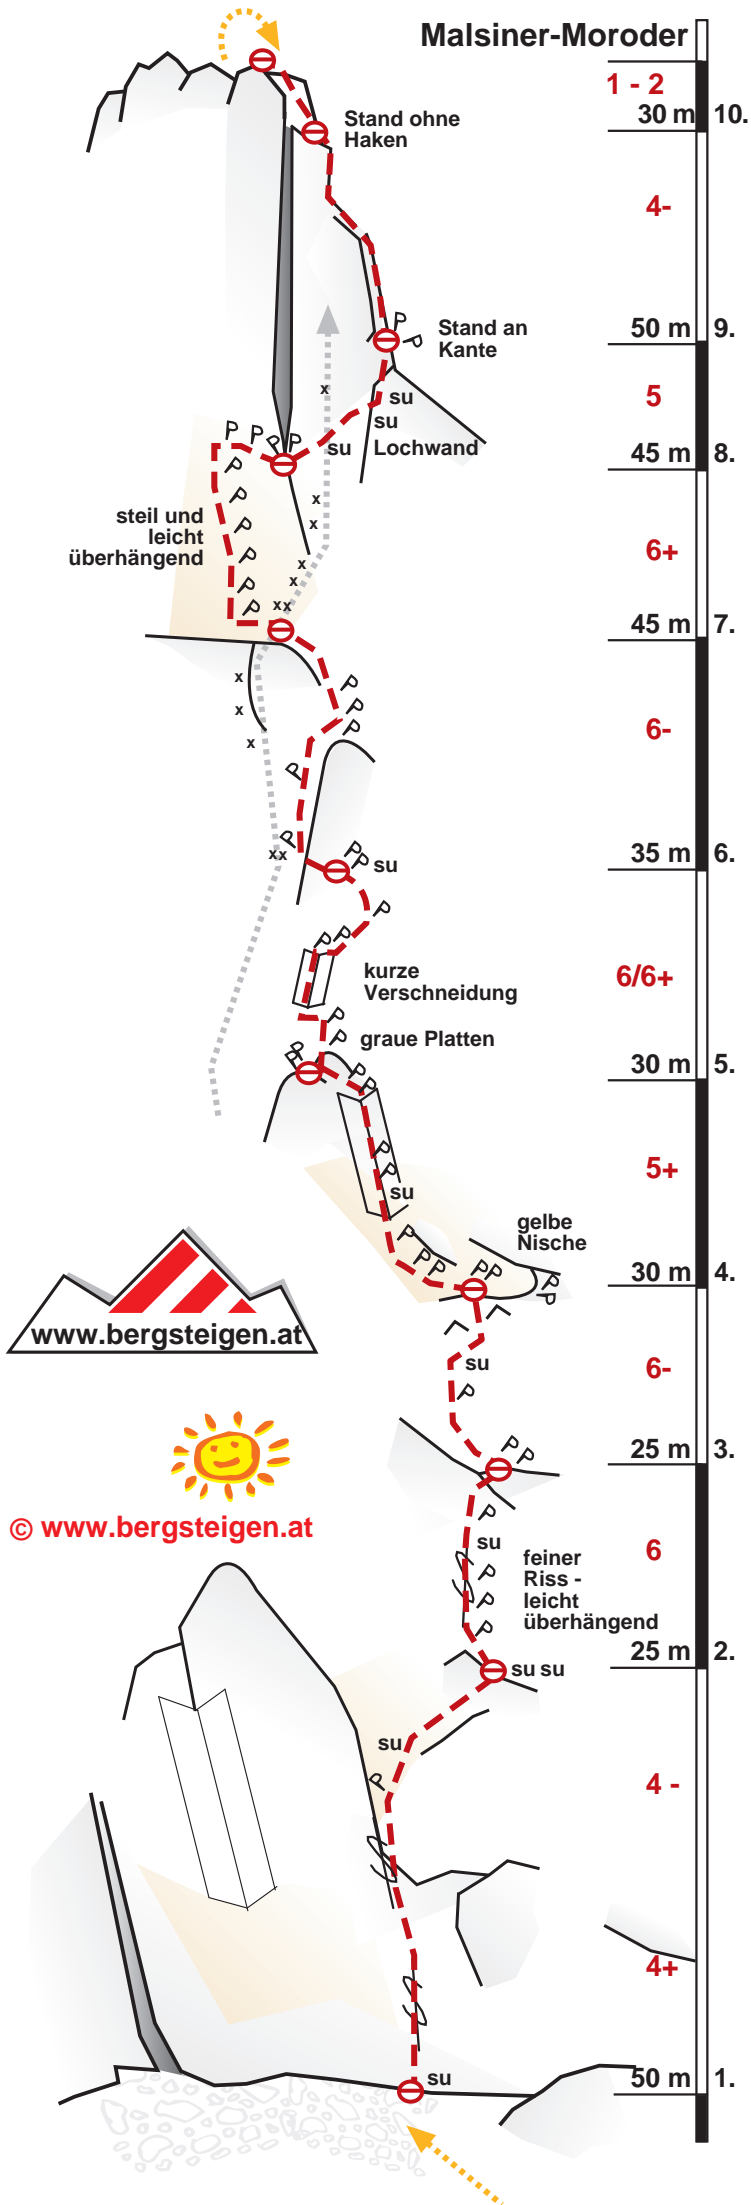 Malsiner-Moroder
1 - 2
30 m 10.
Stand ohne
Haken
4-
P
P
Stand an
Kante
50 m 9.
x
su
5
su
P P P P
su
Lochwand
45 m 8.
P
P
x
steil und
leicht
überhängend
P
x
P
x
6+
P
x
P
xx
45 m 7.
x
P
x
P
P
6-
x
P
P
xx
P
P su
35 m 6.
P
P P
kurze
Verschneidung
6/6+
P
P
graue Platten
P
P
P
P
30 m 5.
P
P
5+
su
gelbe
Nische
P
P P
P P
P
P
30 m 4.
www.bergsteigen.at
su
6-
P
P P
25 m 3.
© www.bergsteigen.at
P
su
6
feiner
Riss -
leicht
überhängend
P
P
P
25 m 2.
su su
su
P
4 -
4+
su
50 m 1.